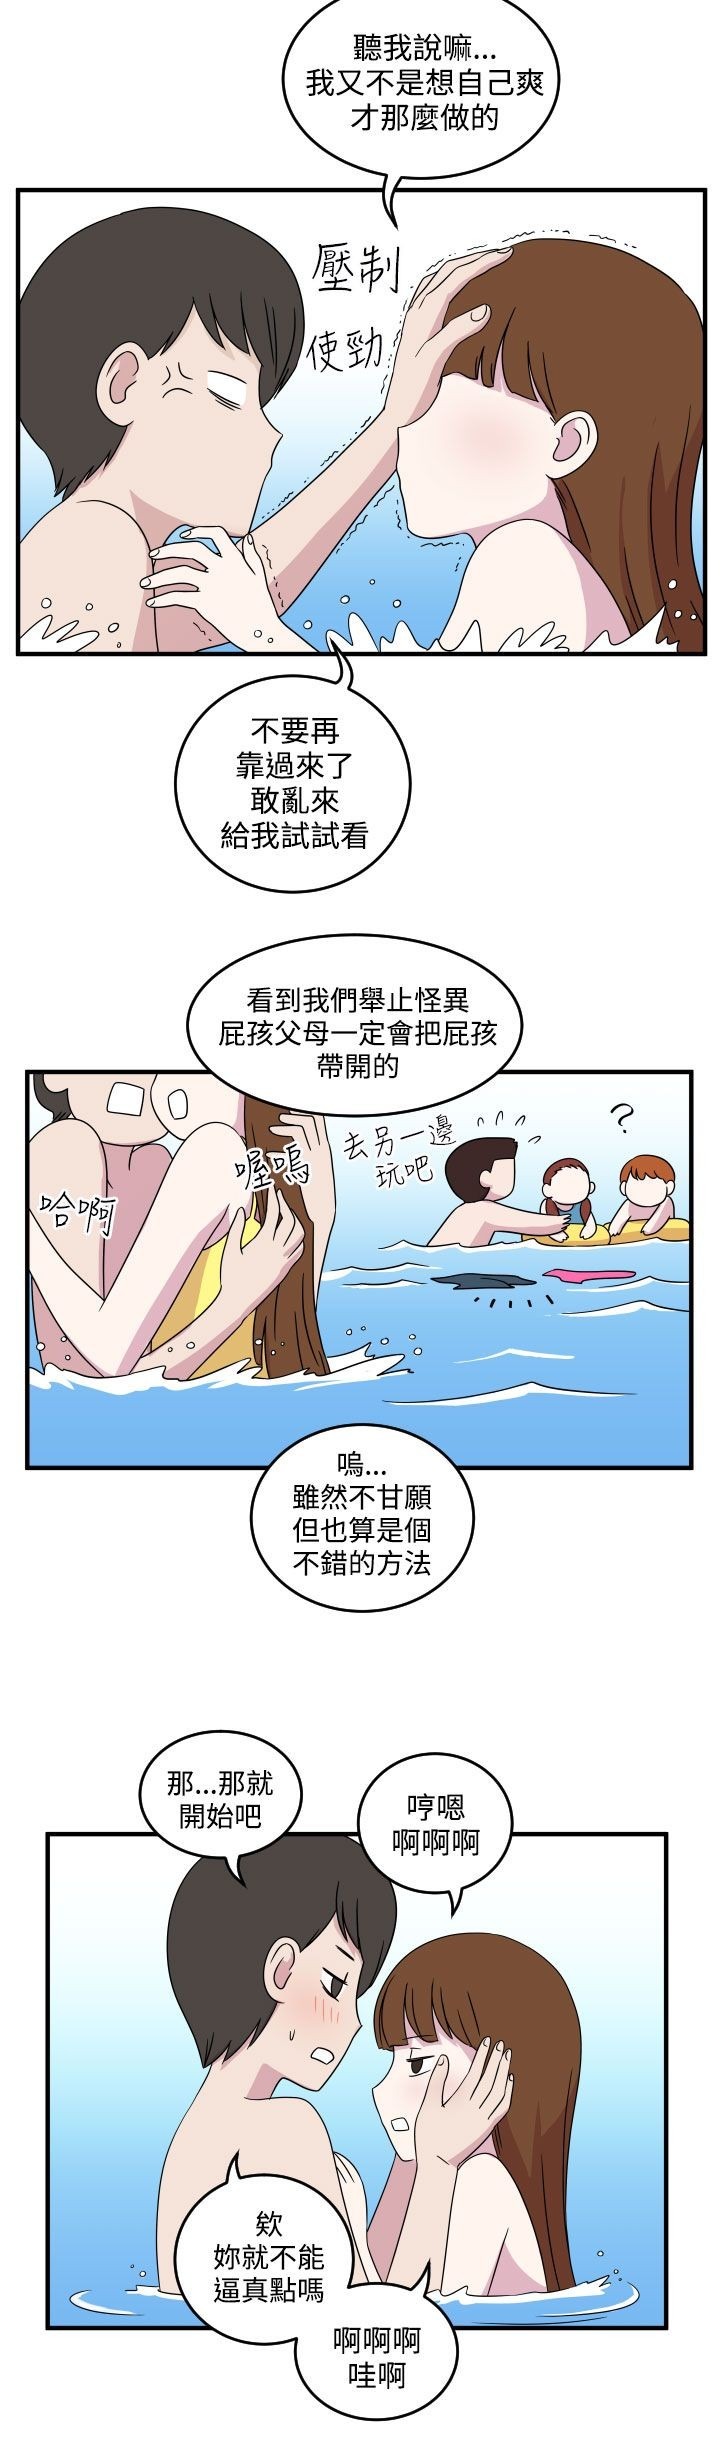 聽我說嘛...
我又不是想自己爽
才那麼做的
壓制
使勁
不要再
靠過來了
敢亂來
給我試試看
看到我們舉止怪異
屁孩父母一定會把屁孩
帶開的
去另一邊
玩吧
?
喔嗚
哈啊
嗚...
雖然不甘願
但也算是個
不錯的方法
那...那就
開始吧
哼嗯
啊啊啊
欸
妳就不能
逼真點嗎
啊啊啊
哇啊